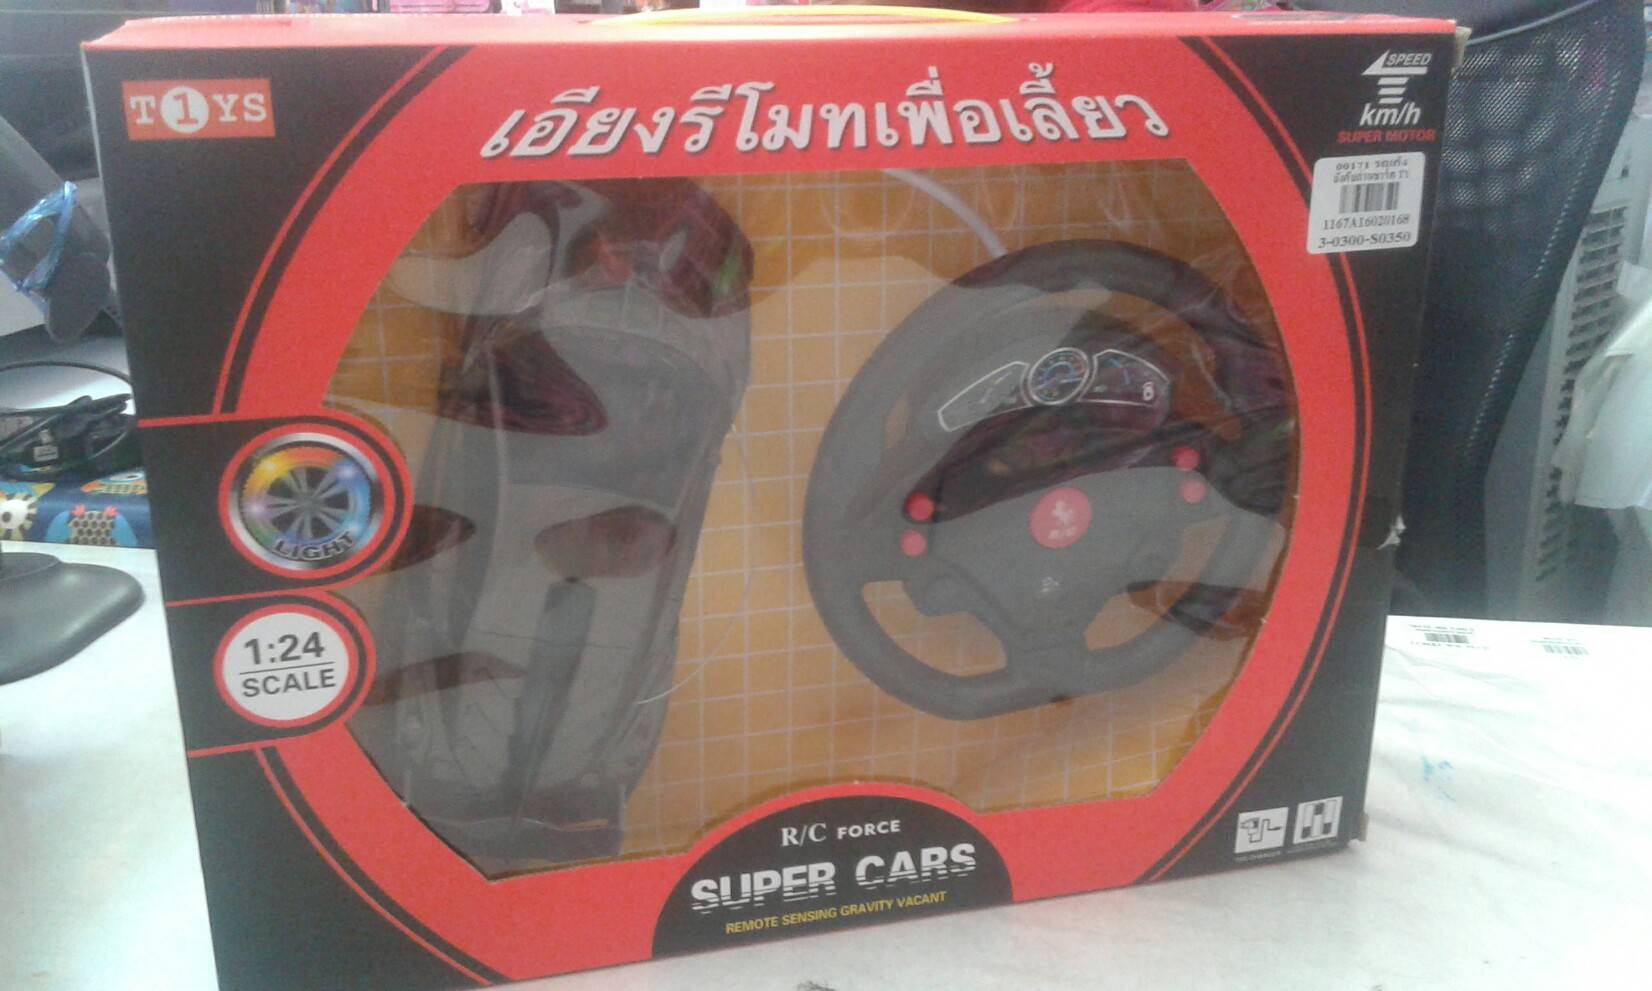 T1YS
เอียงรีโมทเพื่อเลี้ยว
SPEED
km/h
SUPER MOTOR
1167A16020168
3-0300-S0350
LIGHT
1:24
SCALE
R/C
R/C FORCE
SUPER CARS
REMOTE SENSING GRAVITY VACANT